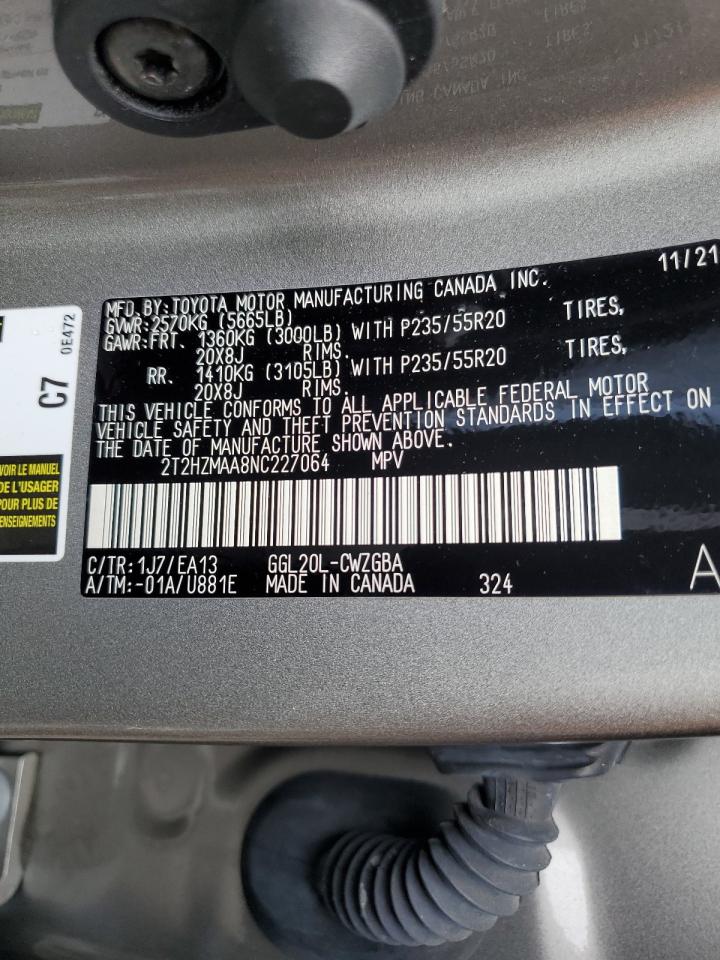 11/21
MFD.BY:TOYOTA MOTOR MANUFACTURING CANADA INC.
GVWR:2570KG (5665LB)
GAWR:FRT. 1360KG (3000LB) WITH P235/55R20 TIRES,
20X8J RIMS.
RR. 1410KG (3105LB) WITH P235/55R20 TIRES,
20X8J RIMS.
THIS VEHICLE CONFORMS TO ALL APPLICABLE FEDERAL MOTOR
VEHICLE SAFETY AND THEFT PREVENTION STANDARDS IN EFFECT ON
THE DATE OF MANUFACTURE SHOWN ABOVE.
2T2HZMAA8NC227064 MPV
C/TR:1J7/EA13 GGL20L-CWZGBA
A/TM:-01A/U881E MADE IN CANADA 324
A
C7
0E472
VOIR LE MANUEL
DE L'USAGER
POUR PLUS DE
RENSEIGNEMENTS